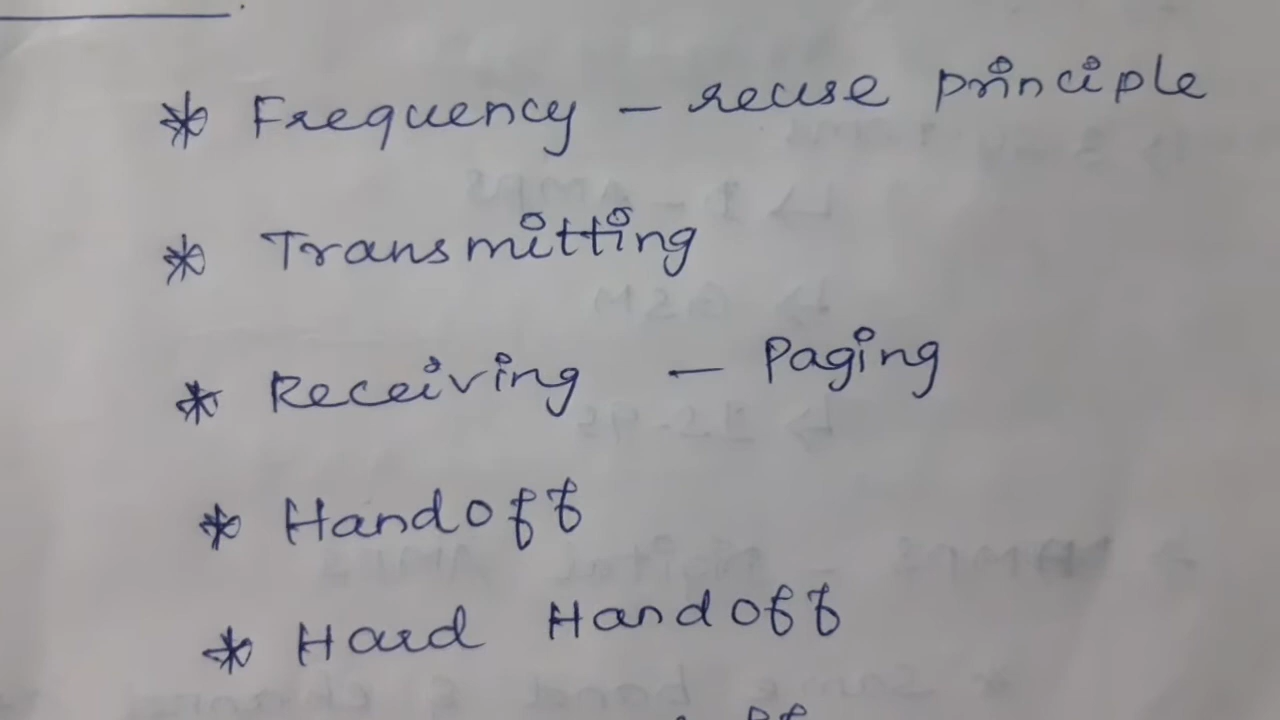 * Frequency - reuse principle
* Transmitting
* Receiving - Paging
* Handoff
* Hard Handoff